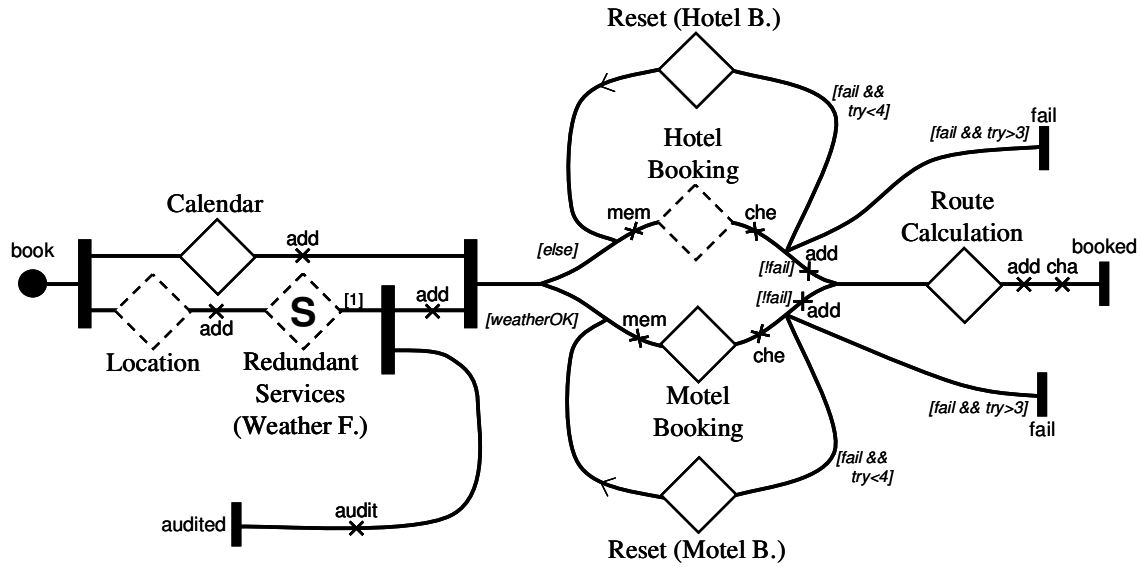 Reset (Hotel B.)
[fail &&
try<4]
fail
[fail && try>3]
Hotel
Booking
Calendar
Route
Calculation
mem
che
book
add
[else]
add
[!fail]
booked
add cha
[1]
add
S
add
[!fail]
add
[weatherOK]
mem
che
Location
Redundant
Services
(Weather F.)
Motel
Booking
[fail && try>3]
fail
[fail &&
try<4]
audited
audit
Reset (Motel B.)